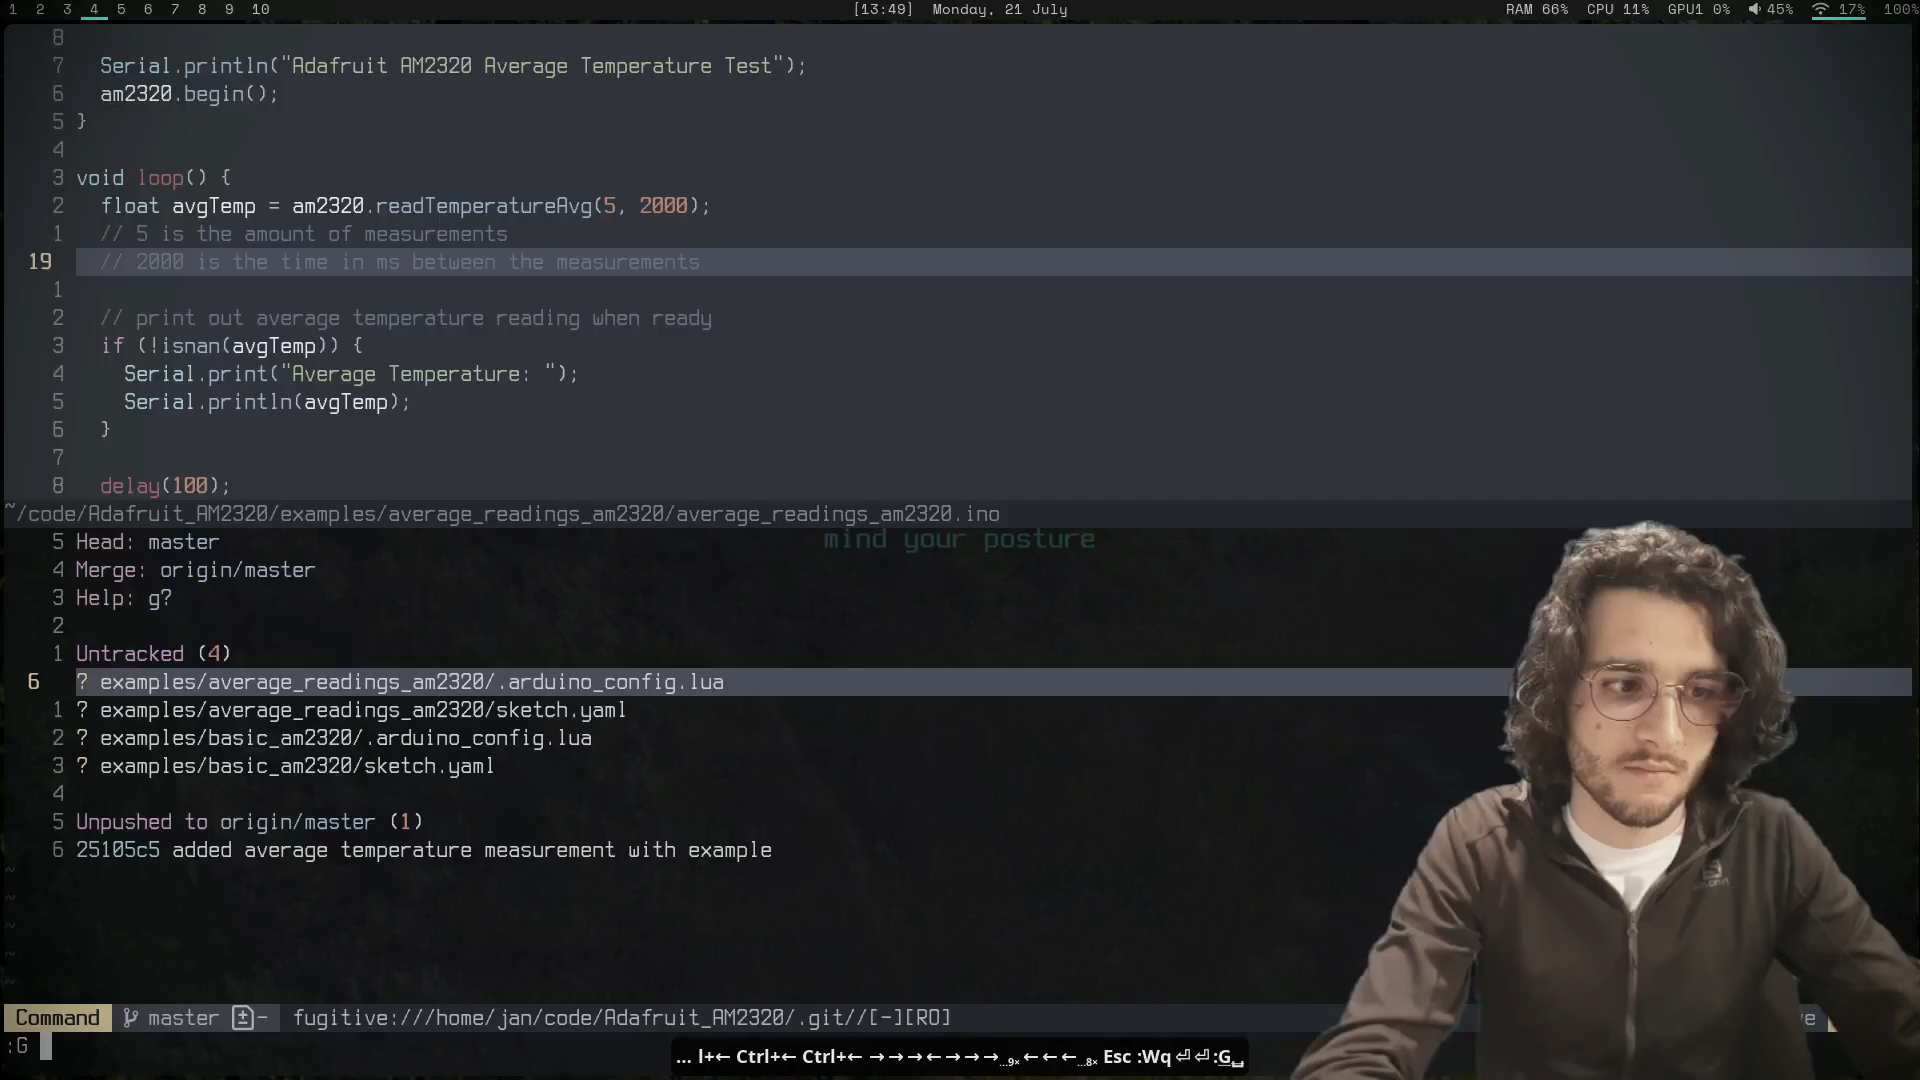 1 2 3 4 5 6 7 8 9 10 [13:49] Monday, 21 July RAM 66% CPU 11% GPU1 0% 45% 17% 100%
8
7 Serial.println("Adafruit AM2320 Average Temperature Test");
6 am2320.begin();
5 }
4
3 void loop() {
2 float avgTemp = am2320.readTemperatureAvg(5, 2000);
1 // 5 is the amount of measurements
19 // 2000 is the time in ms between the measurements
1
2 // print out average temperature reading when ready
3 if (!isnan(avgTemp)) {
4 Serial.print("Average Temperature: ");
5 Serial.println(avgTemp);
6 }
7
8 delay(100);
~/code/Adafruit_AM2320/examples/average_readings_am2320/average_readings_am2320.ino
mind your posture
5 Head: master
4 Merge: origin/master
3 Help: g?
2
1 Untracked (4)
6 ? examples/average_readings_am2320/.arduino_config.lua
1 ? examples/average_readings_am2320/sketch.yaml
2 ? examples/basic_am2320/.arduino_config.lua
3 ? examples/basic_am2320/sketch.yaml
4
5 Unpushed to origin/master (1)
6 25105c5 added average temperature measurement with example
~
~
~
~
~
Command master - fugitive:///home/jan/code/Adafruit_AM2320/.git//[-][RO]
:G
... l+← Ctrl+← Ctrl+← →→→←→→→...9× ←←←...8× Esc :Wq⏎⏎:G␣